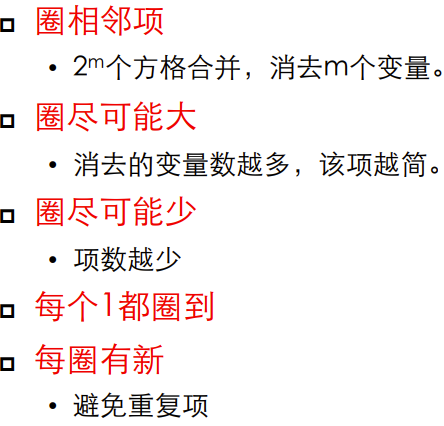 圈相邻项
• 2ᵐ个方格合并，消去m个变量。
圈尽可能大
• 消去的变量数越多，该项越简。
圈尽可能少
• 项数越少
每个1都圈到
每圈有新
• 避免重复项